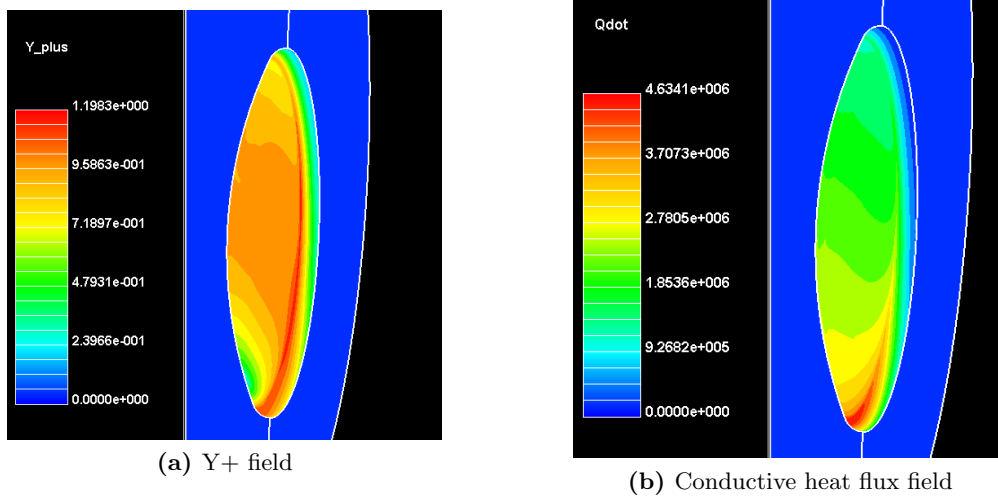 Y_plus
1.1983e+000
9.5863e-001
7.1897e-001
4.7931e-001
2.3966e-001
0.0000e+000
(a) Y+ field
Qdot
4.6341e+006
3.7073e+006
2.7805e+006
1.8536e+006
9.2682e+005
0.0000e+000
(b) Conductive heat flux field